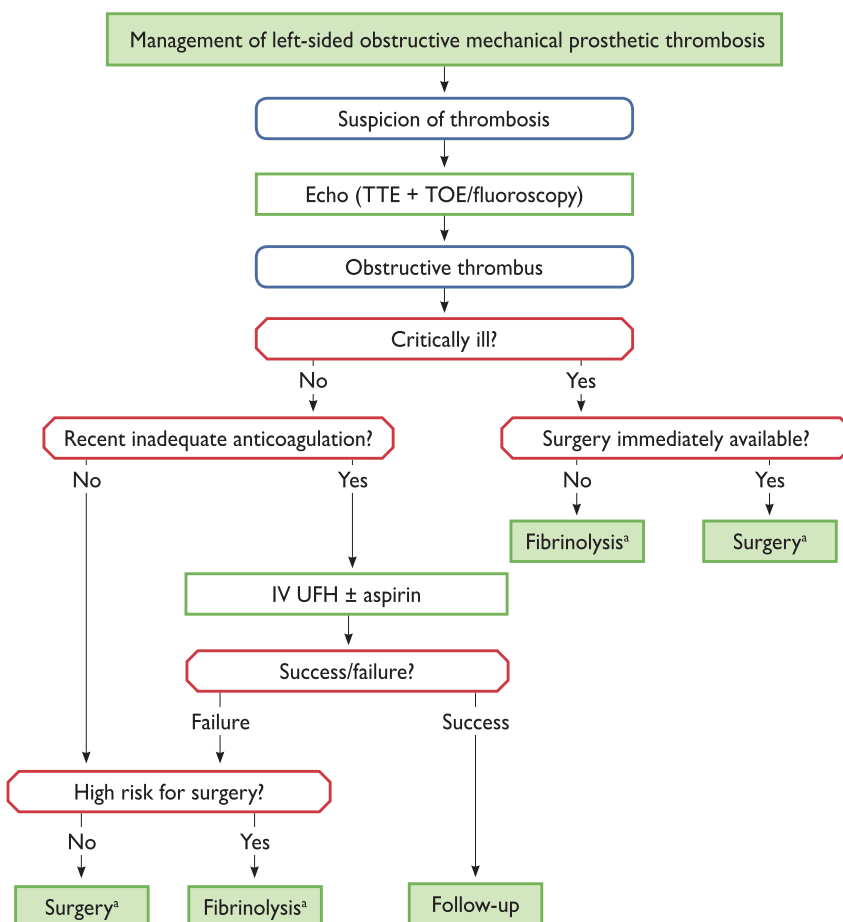 Management of left-sided obstructive mechanical prosthetic thrombosis
Suspicion of thrombosis
Echo (TTE + TOE/fluoroscopy)
Obstructive thrombus
Critically ill?
No
Yes
Recent inadequate anticoagulation?
Surgery immediately available?
No
Yes
No
Yes
Fibrinolysisᵃ
Surgeryᵃ
IV UFH ± aspirin
Success/failure?
Failure
Success
High risk for surgery?
No
Yes
Surgeryᵃ
Fibrinolysisᵃ
Follow-up